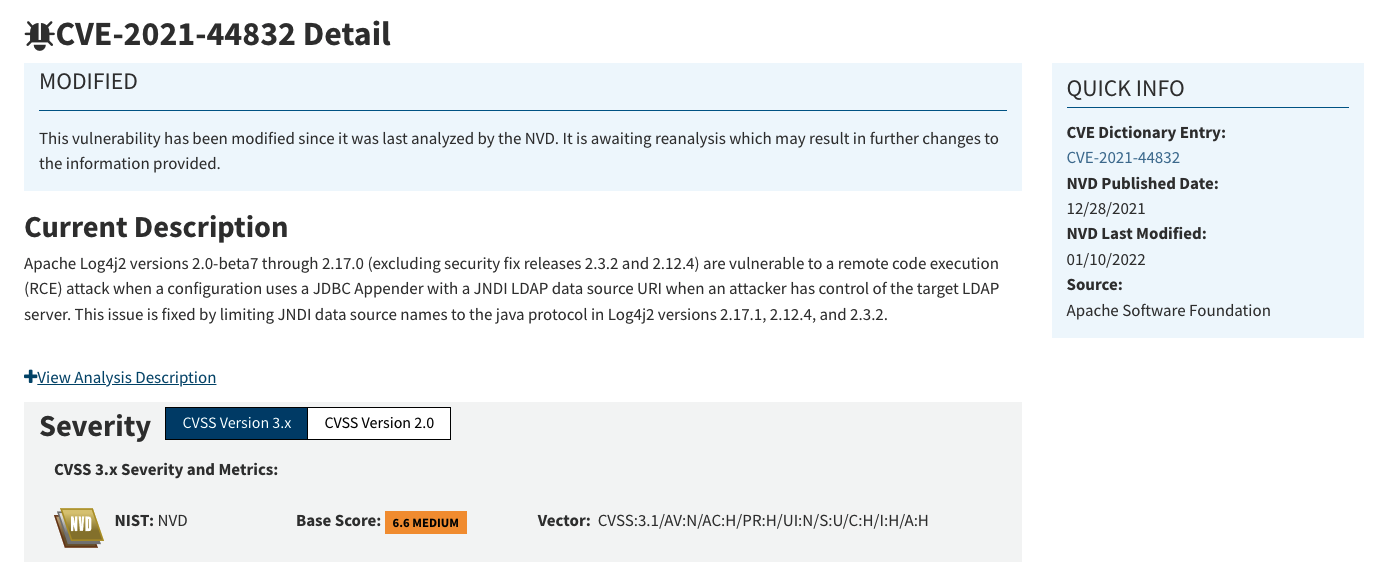 CVE-2021-44832 Detail
MODIFIED
This vulnerability has been modified since it was last analyzed by the NVD. It is awaiting reanalysis which may result in further changes to
the information provided.
Current Description
Apache Log4j2 versions 2.0-beta7 through 2.17.0 (excluding security fix releases 2.3.2 and 2.12.4) are vulnerable to a remote code execution
(RCE) attack when a configuration uses a JDBC Appender with a JNDI LDAP data source URI when an attacker has control of the target LDAP
server. This issue is fixed by limiting JNDI data source names to the java protocol in Log4j2 versions 2.17.1, 2.12.4, and 2.3.2.
View Analysis Description
Severity CVSS Version 3.x CVSS Version 2.0
CVSS 3.x Severity and Metrics:
NVD NIST: NVD Base Score: 6.6 MEDIUM Vector: CVSS:3.1/AV:N/AC:H/PR:H/UI:N/S:U/C:H/I:H/A:H
QUICK INFO
CVE Dictionary Entry:
CVE-2021-44832
NVD Published Date:
12/28/2021
NVD Last Modified:
01/10/2022
Source:
Apache Software Foundation